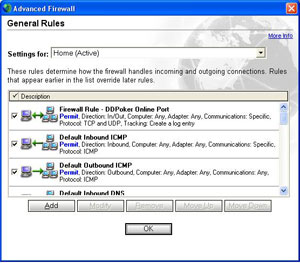 Advanced Firewall
General Rules
More Info
Settings for: Home (Active)
These rules determine how the firewall handles incoming and outgoing connections. Rules
that appear earlier in the list override later rules.
Description
Firewall Rule - DDPoker Online Port
Permit, Direction: In/Out, Computer: Any, Adapter: Any, Communications: Specific,
Protocol: TCP and UDP, Tracking: Create a log entry
Default Inbound ICMP
Permit, Direction: Inbound, Computer: Any, Adapter: Any, Communications: Specific,
Protocol: ICMP
Default Outbound ICMP
Permit, Direction: Outbound, Computer: Any, Adapter: Any, Communications: Any,
Protocol: ICMP
Default Inbound DNS
Add
Modify
Remove
Move Up
Move Down
OK